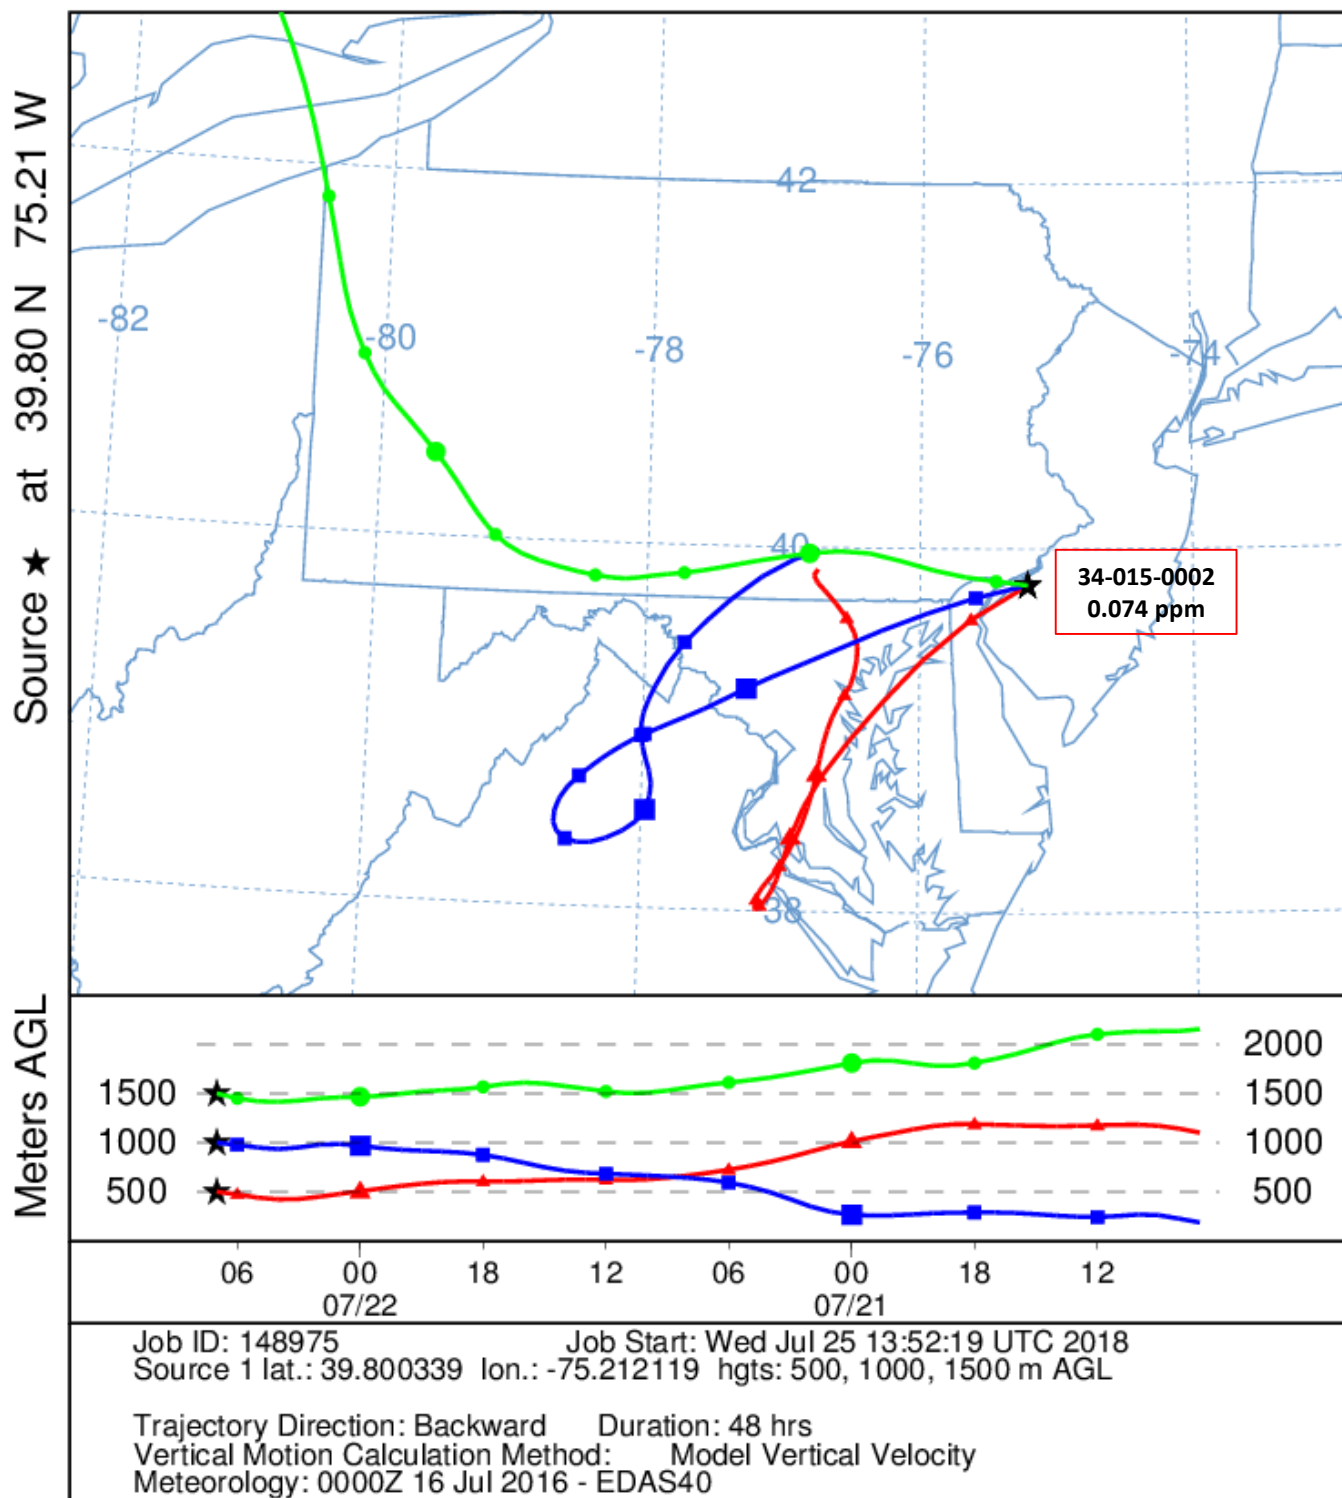 Source ★ at 39.80 N 75.21 W
42
-82
-80
-78
-76
-74
40
34-015-0002
0.074 ppm
38
Meters AGL
2000
1500
1500
1000
1000
500
500
06 00 18 12 06 00 18 12
07/22 07/21
Job ID: 148975 Job Start: Wed Jul 25 13:52:19 UTC 2018
Source 1 lat.: 39.800339 lon.: -75.212119 hgts: 500, 1000, 1500 m AGL
Trajectory Direction: Backward Duration: 48 hrs
Vertical Motion Calculation Method: Model Vertical Velocity
Meteorology: 0000Z 16 Jul 2016 - EDAS40